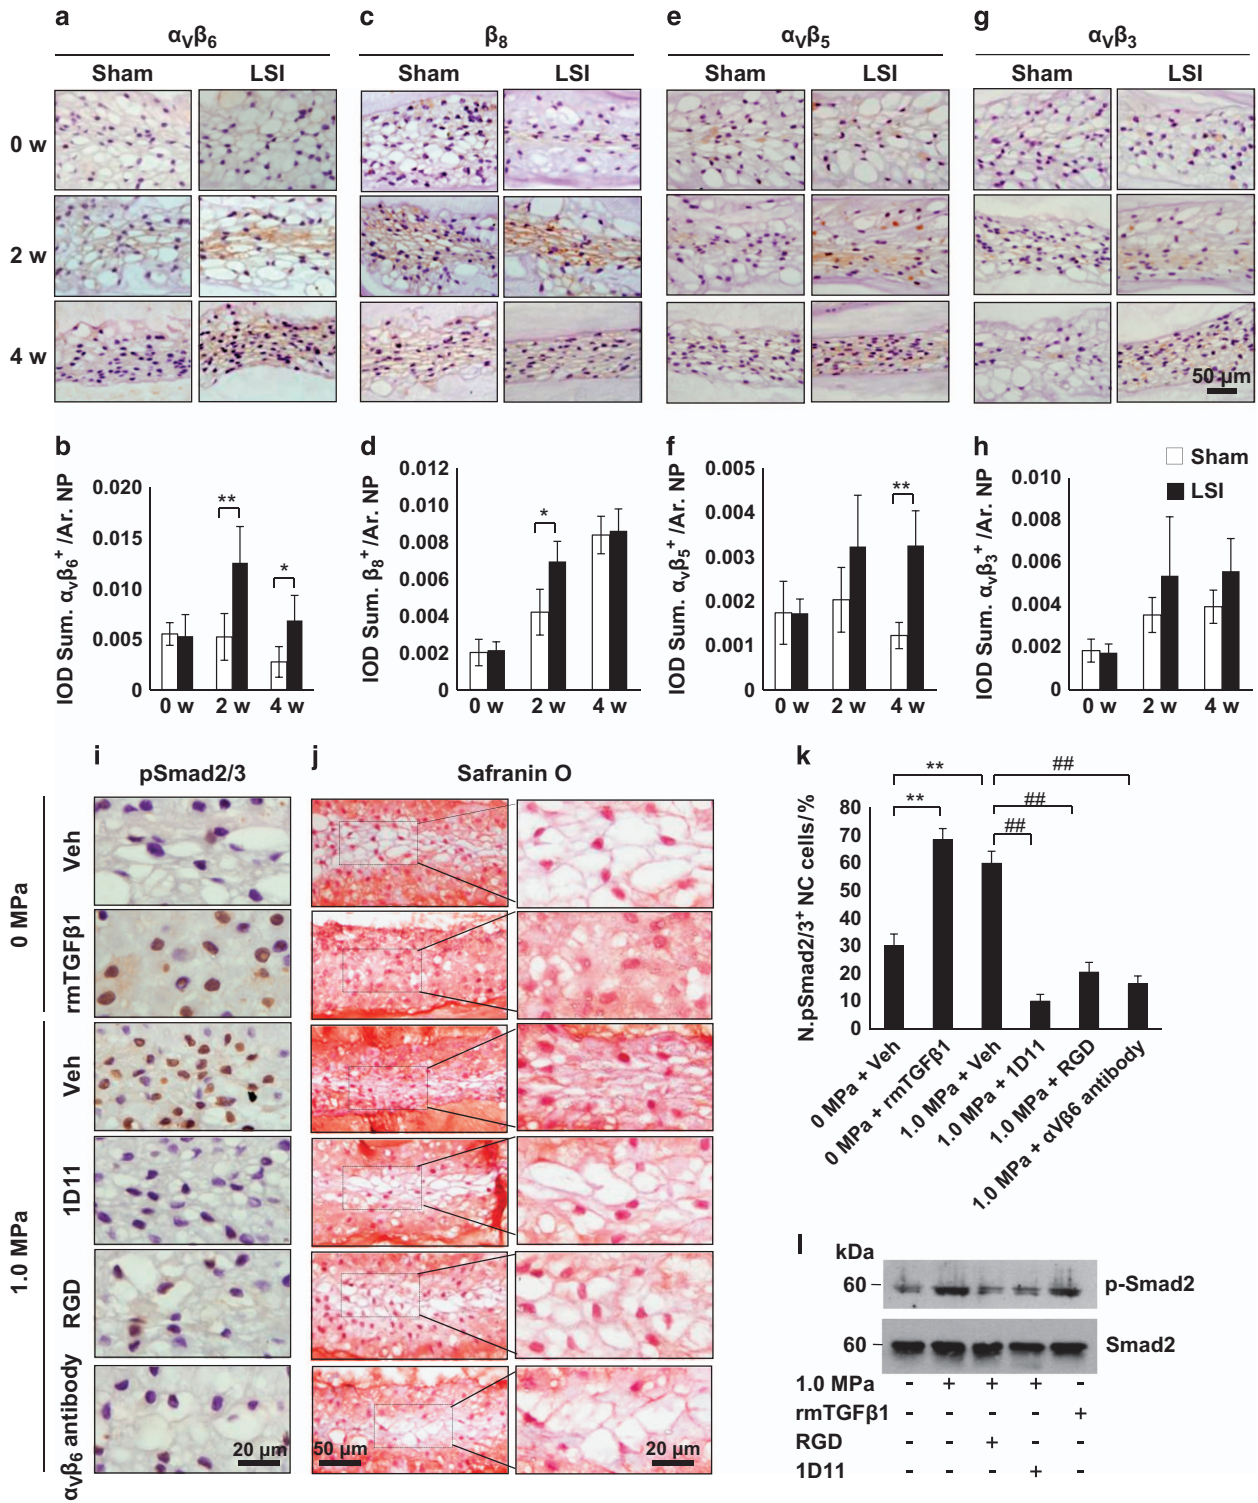 a c e g
αVβ6 β8 αVβ5 αVβ3
Sham LSI Sham LSI Sham LSI Sham LSI
0 w
2 w
4 w
50 µm
b
IOD Sum. αvβ6+/Ar. NP
0.020
0.015
0.010
0.005
0
** *
0 w 2 w 4 w
d
IOD Sum. β8+/Ar. NP
0.012
0.010
0.008
0.006
0.004
0.002
0
*
0 w 2 w 4 w
f
IOD Sum. αvβ5+/Ar. NP
0.005
0.004
0.003
0.002
0.001
0
**
0 w 2 w 4 w
h
IOD Sum. αvβ3+/Ar. NP
0.010
0.008
0.006
0.004
0.002
0
Sham
LSI
0 w 2 w 4 w
i
pSmad2/3
j
Safranin O
0 MPa
Veh
rmTGFβ1
1.0 MPa
Veh
1D11
RGD
αvβ6 antibody
20 µm
50 µm
20 µm
k
N.pSmad2/3+ NC cells/%
80
70
60
50
40
30
20
10
0
** ##
** ##
##
0 MPa + Veh
0 MPa + rmTGFβ1
1.0 MPa + Veh
1.0 MPa + 1D11
1.0 MPa + RGD
1.0 MPa + αVβ6 antibody
l
kDa
60 p-Smad2
60 Smad2
1.0 MPa - + + + -
rmTGFβ1 - - - - +
RGD - - + - -
1D11 - - - + -